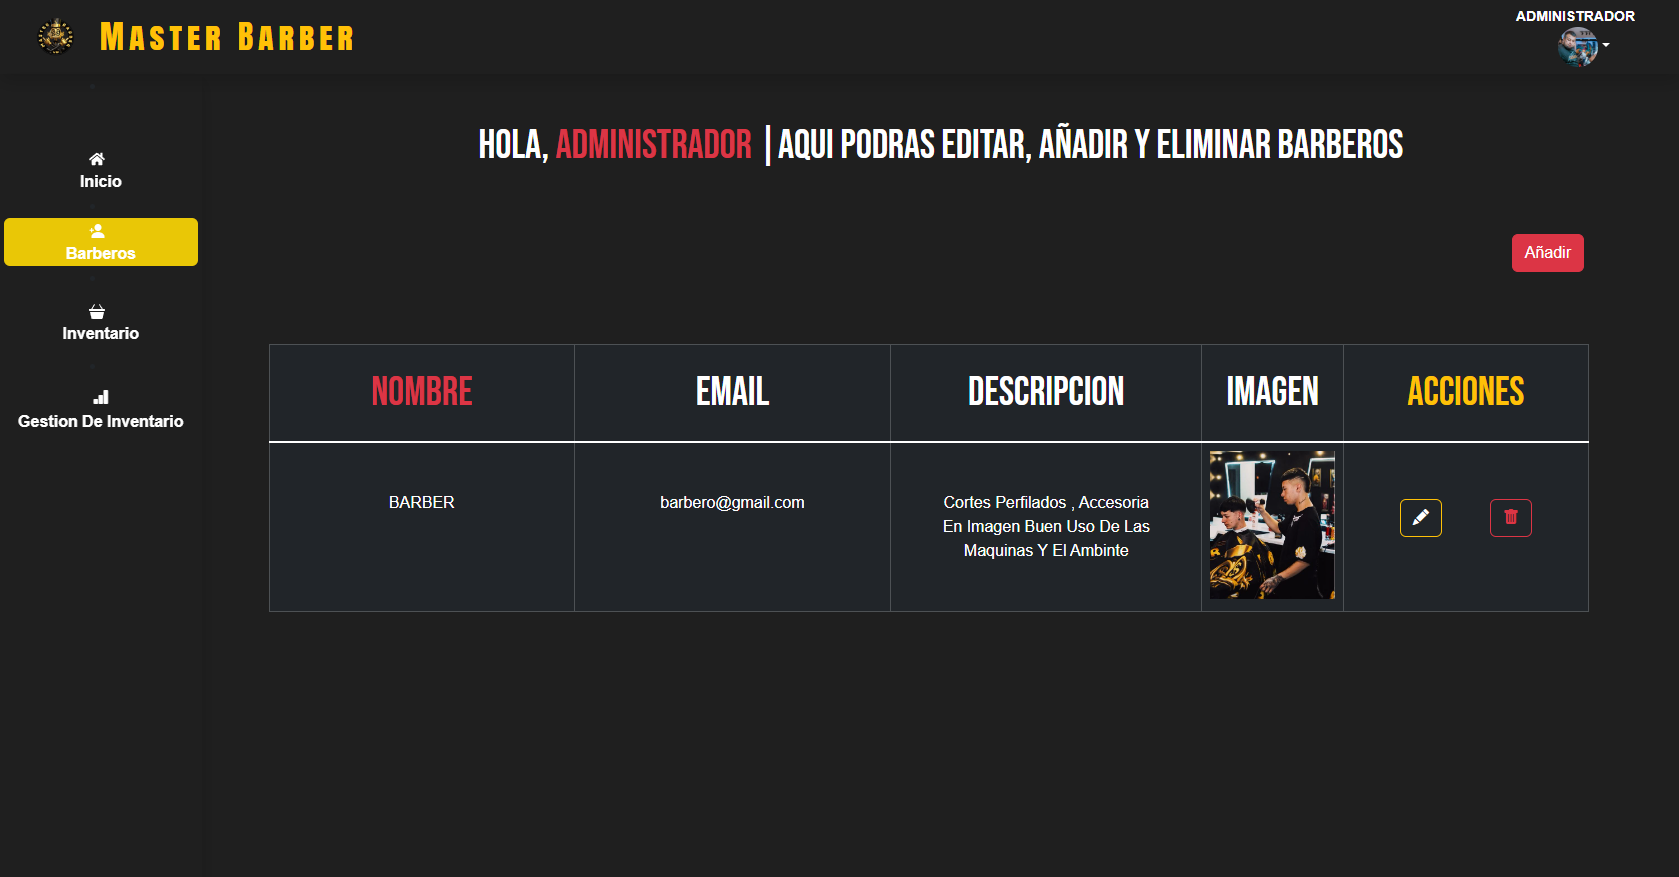 MASTER BARBER
ADMINISTRADOR
HOLA, ADMINISTRADOR | AQUI PODRAS EDITAR, AÑADIR Y ELIMINAR BARBEROS
Inicio
Barberos
Inventario
Gestion De Inventario
Añadir
NOMBRE
EMAIL
DESCRIPCION
IMAGEN
ACCIONES
BARBER
barbero@gmail.com
Cortes Perfilados , Accesoria
En Imagen Buen Uso De Las
Maquinas Y El Ambinte